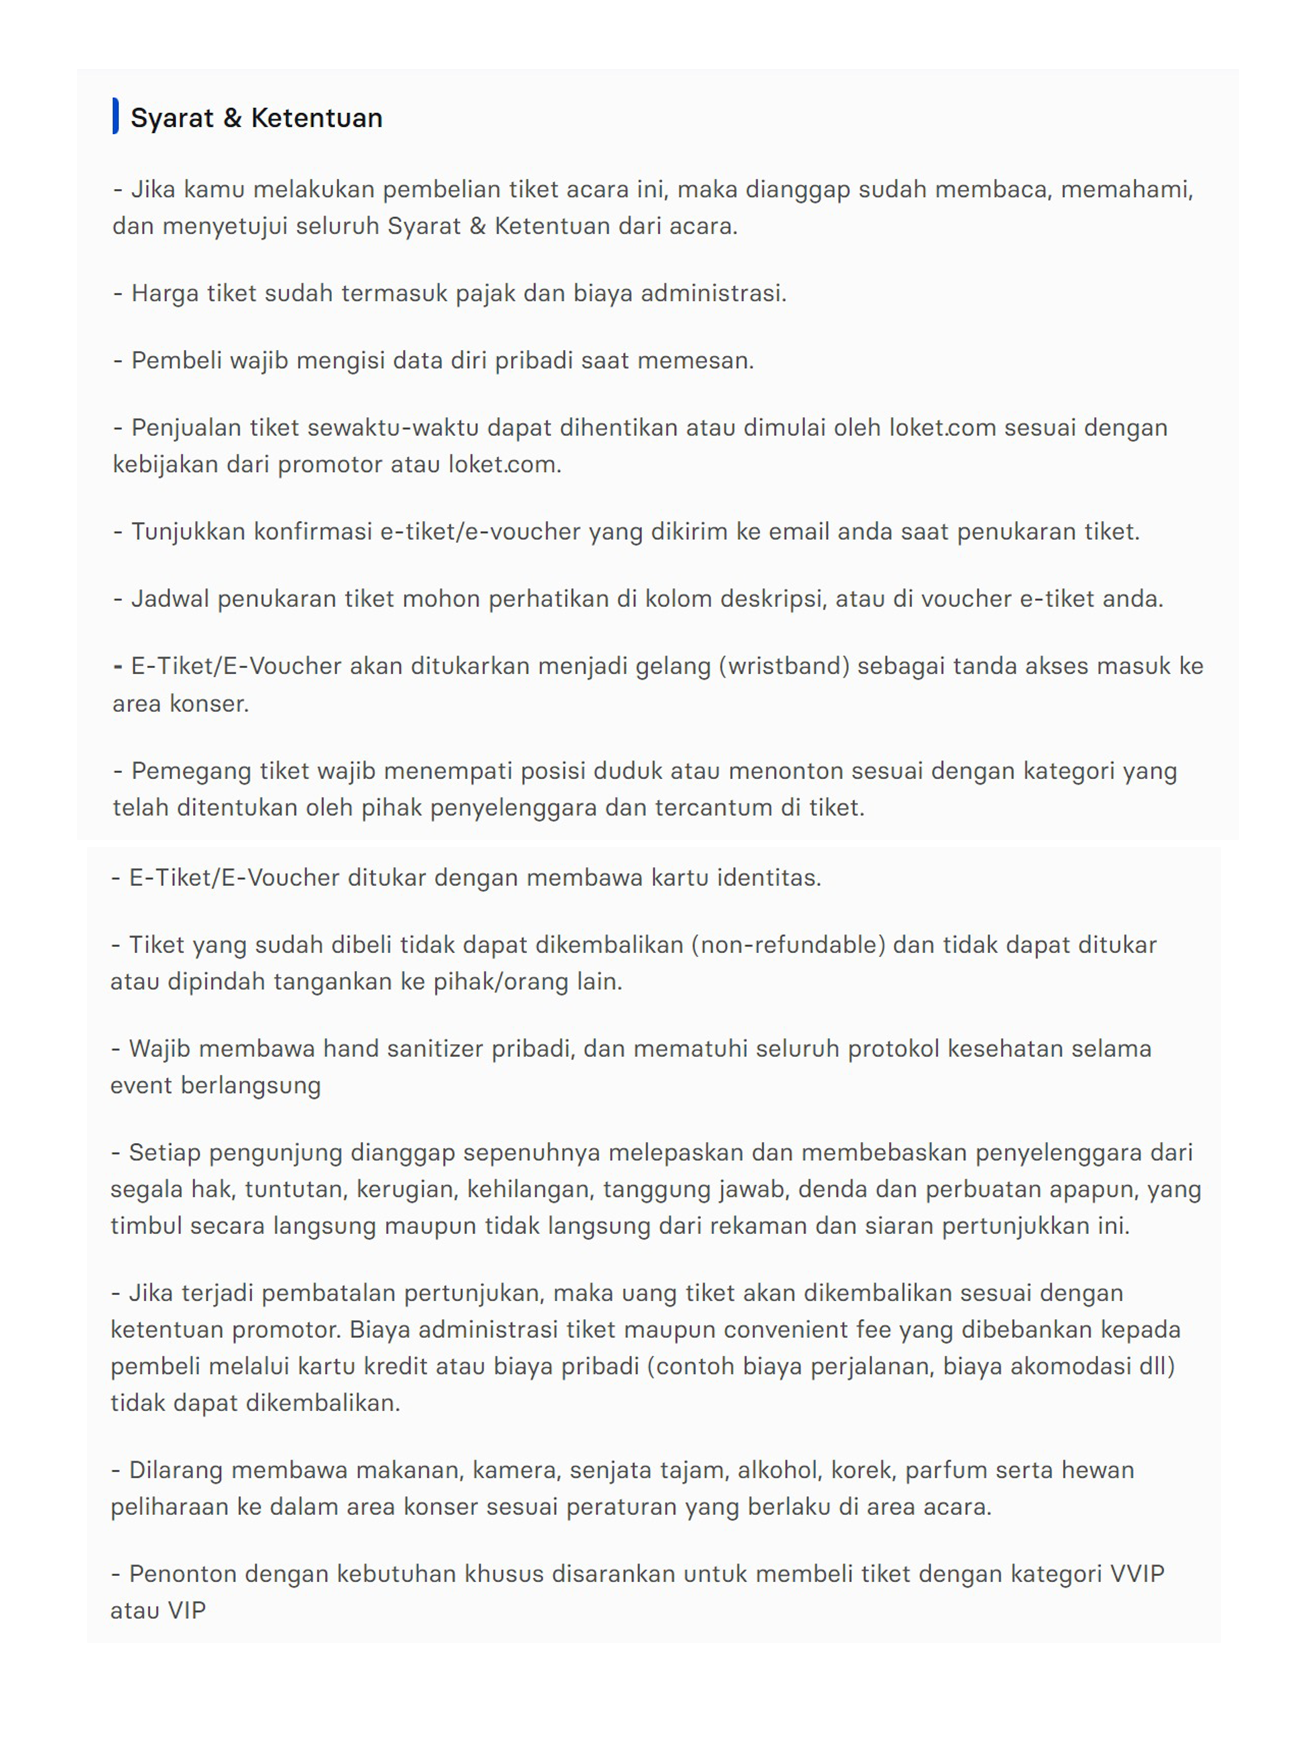 Syarat & Ketentuan
- Jika kamu melakukan pembelian tiket acara ini, maka dianggap sudah membaca, memahami,
dan menyetujui seluruh Syarat & Ketentuan dari acara.
- Harga tiket sudah termasuk pajak dan biaya administrasi.
- Pembeli wajib mengisi data diri pribadi saat memesan.
- Penjualan tiket sewaktu-waktu dapat dihentikan atau dimulai oleh loket.com sesuai dengan
kebijakan dari promotor atau loket.com.
- Tunjukkan konfirmasi e-tiket/e-voucher yang dikirim ke email anda saat penukaran tiket.
- Jadwal penukaran tiket mohon perhatikan di kolom deskripsi, atau di voucher e-tiket anda.
- E-Tiket/E-Voucher akan ditukarkan menjadi gelang (wristband) sebagai tanda akses masuk ke
area konser.
- Pemegang tiket wajib menempati posisi duduk atau menonton sesuai dengan kategori yang
telah ditentukan oleh pihak penyelenggara dan tercantum di tiket.
- E-Tiket/E-Voucher ditukar dengan membawa kartu identitas.
- Tiket yang sudah dibeli tidak dapat dikembalikan (non-refundable) dan tidak dapat ditukar
atau dipindah tangankan ke pihak/orang lain.
- Wajib membawa hand sanitizer pribadi, dan mematuhi seluruh protokol kesehatan selama
event berlangsung
- Setiap pengunjung dianggap sepenuhnya melepaskan dan membebaskan penyelenggara dari
segala hak, tuntutan, kerugian, kehilangan, tanggung jawab, denda dan perbuatan apapun, yang
timbul secara langsung maupun tidak langsung dari rekaman dan siaran pertunjukkan ini.
- Jika terjadi pembatalan pertunjukan, maka uang tiket akan dikembalikan sesuai dengan
ketentuan promotor. Biaya administrasi tiket maupun convenient fee yang dibebankan kepada
pembeli melalui kartu kredit atau biaya pribadi (contoh biaya perjalanan, biaya akomodasi dll)
tidak dapat dikembalikan.
- Dilarang membawa makanan, kamera, senjata tajam, alkohol, korek, parfum serta hewan
peliharaan ke dalam area konser sesuai peraturan yang berlaku di area acara.
- Penonton dengan kebutuhan khusus disarankan untuk membeli tiket dengan kategori VVIP
atau VIP